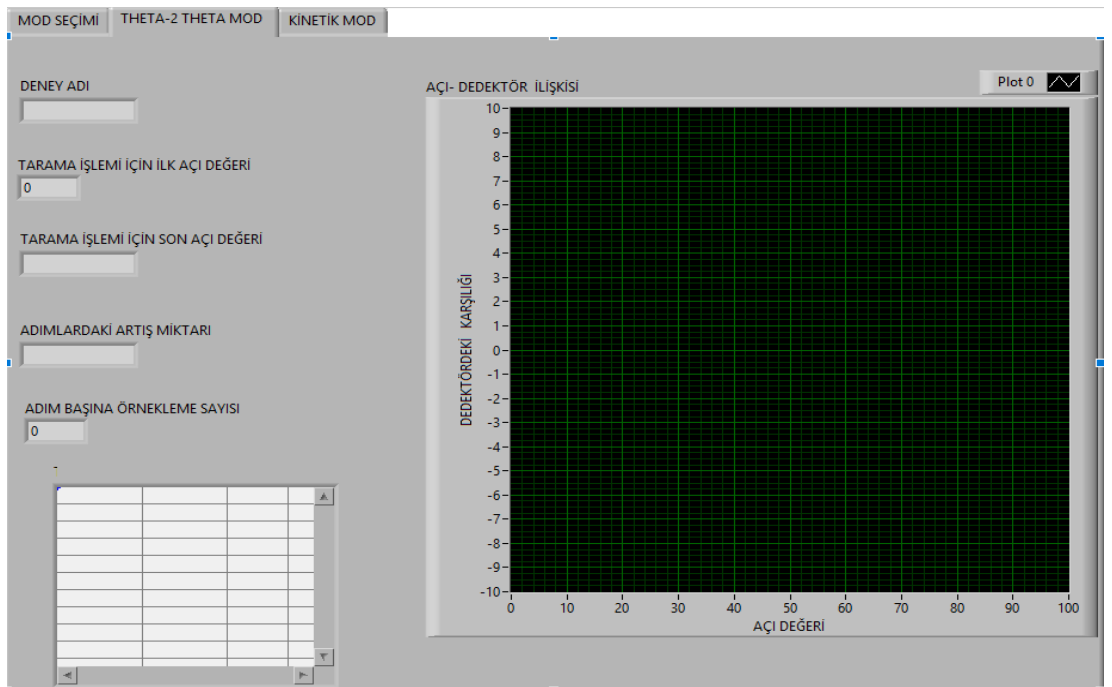 MOD SEÇİMİ THETA-2 THETA MOD KİNETİK MOD
DENEY ADI
TARAMA İŞLEMİ İÇİN İLK AÇI DEĞERİ
0
TARAMA İŞLEMİ İÇİN SON AÇI DEĞERİ
ADIMLARDAKİ ARTIŞ MİKTARI
ADIM BAŞINA ÖRNEKLEME SAYISI
0
-
AÇI- DEDEKTÖR İLİŞKİSİ
Plot 0
DEDEKTÖRDEKİ KARŞILIĞI
10
9
8
7
6
5
4
3
2
1
0
-1
-2
-3
-4
-5
-6
-7
-8
-9
-10
0 10 20 30 40 50 60 70 80 90 100
AÇI DEĞERİ